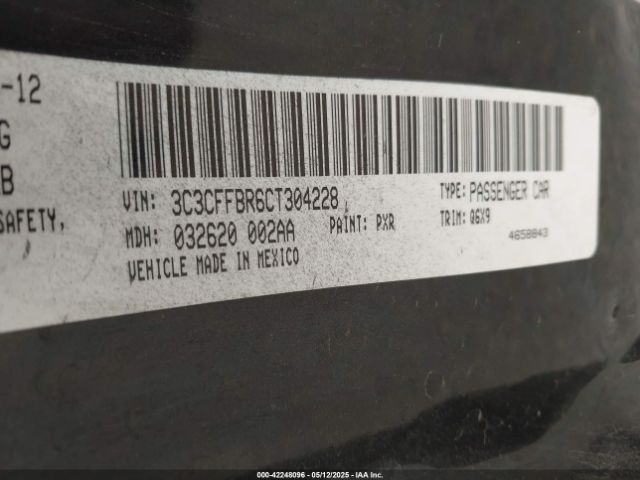 -12
G
B
SAFETY,
VIN: 3C3CFFBR6CT304228
TYPE: PASSENGER CAR
MDH: 032620 002AA
PAINT: PXR
TRIM: Q6X9
4658843
VEHICLE MADE IN MEXICO
000-42248096 - 05/12/2025 - IAA Inc.